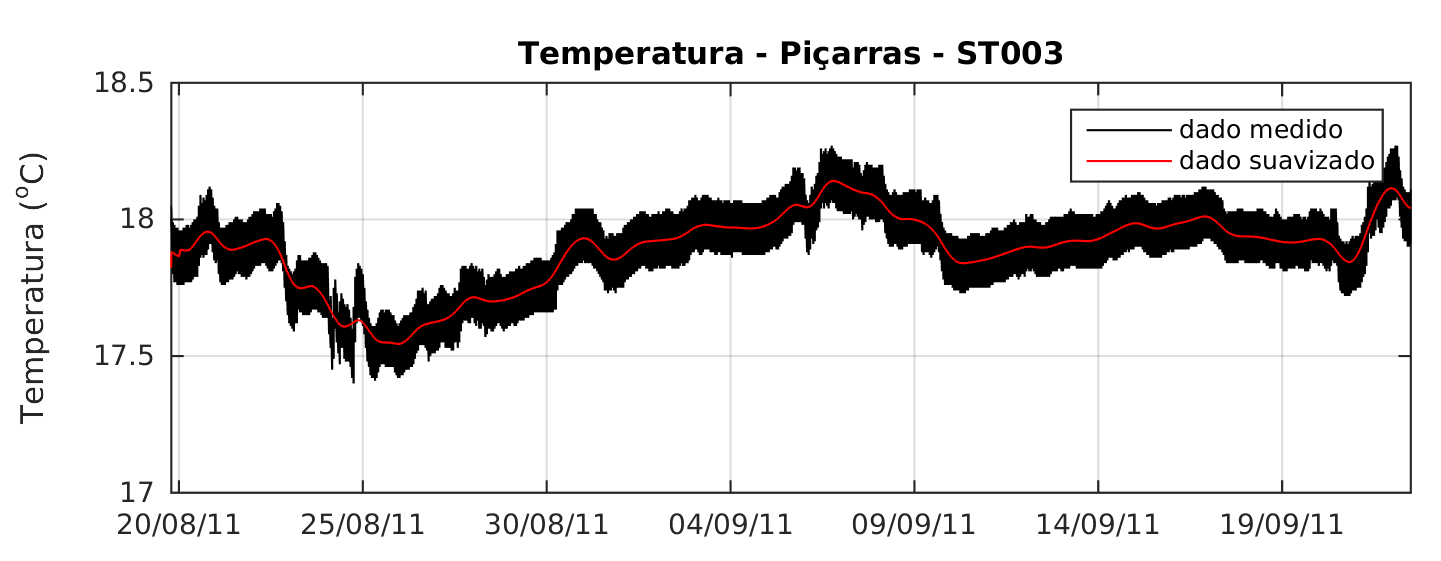 Temperatura - Piçarras - ST003
18.5
18
17.5
17
Temperatura (ºC)
dado medido
dado suavizado
20/08/11 25/08/11 30/08/11 04/09/11 09/09/11 14/09/11 19/09/11